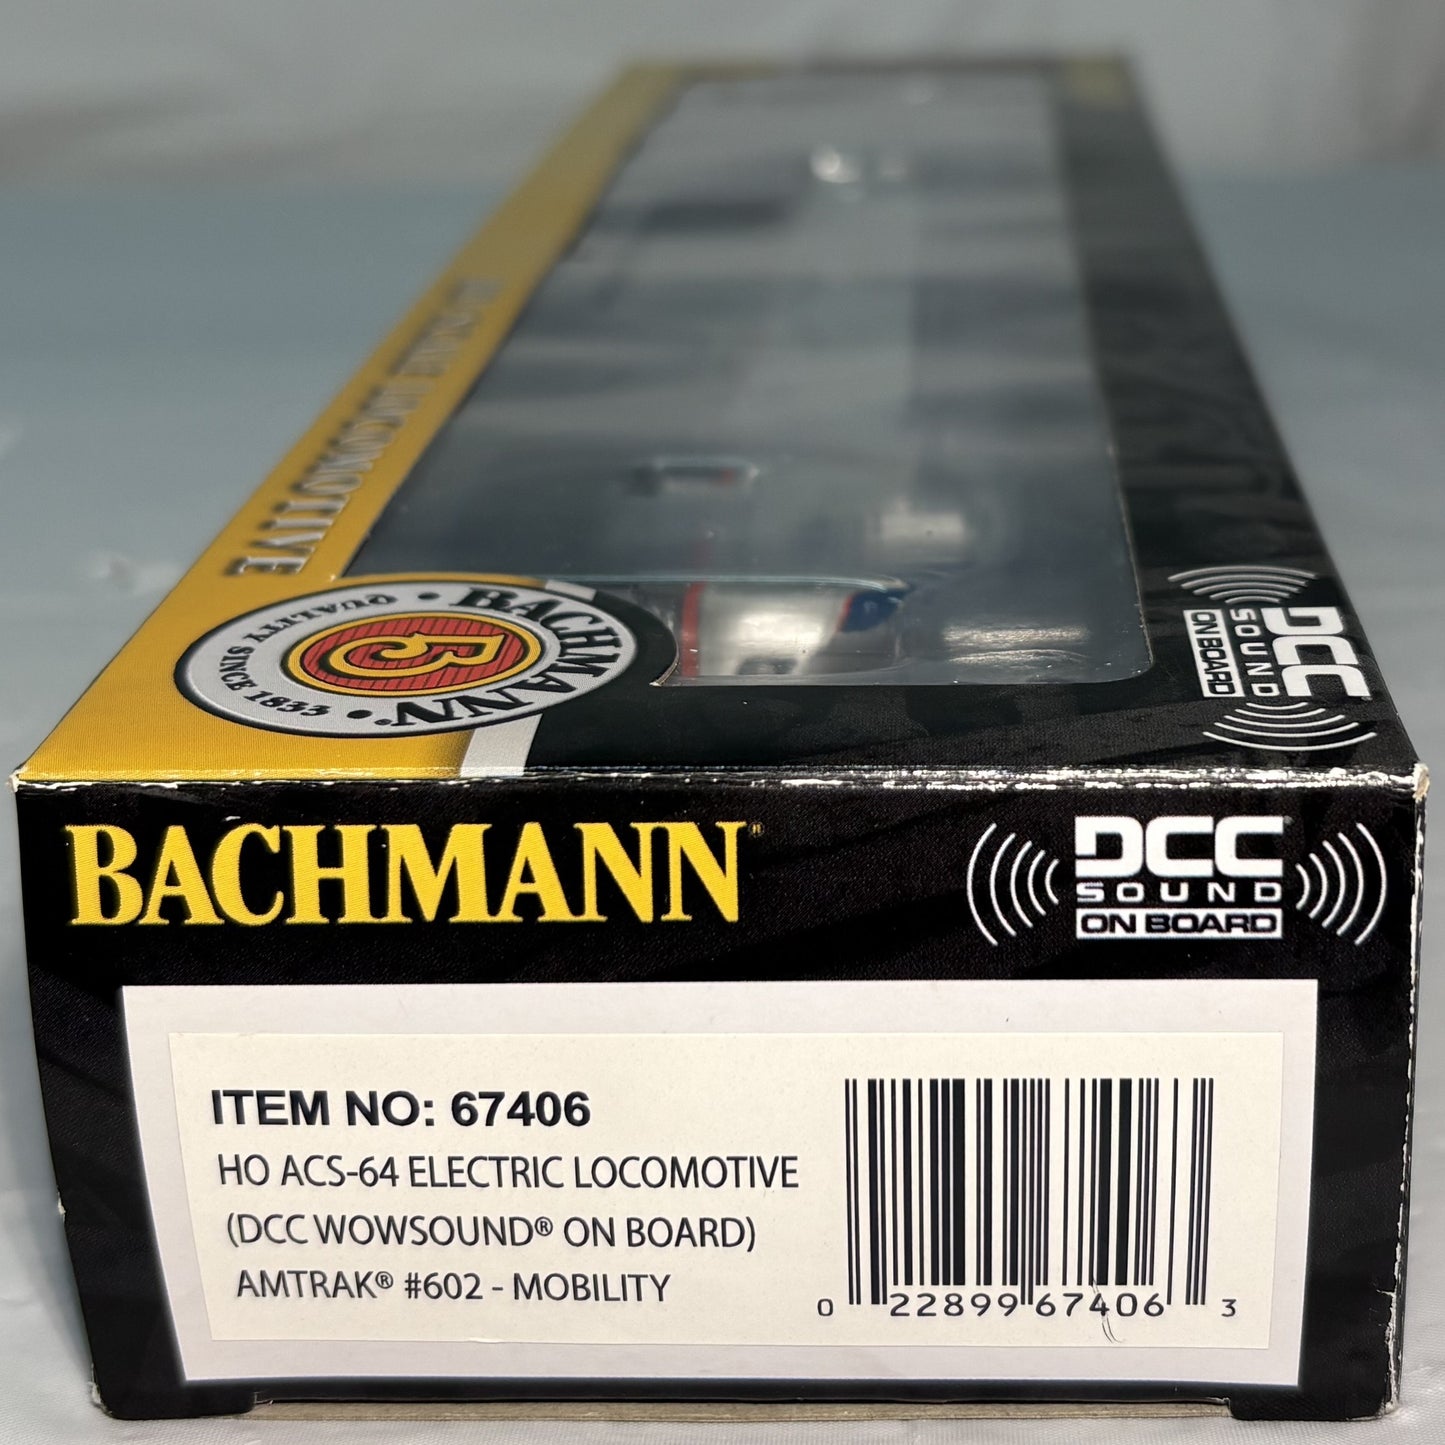 HO-SCALE LOCOMOTIVE
BACHMANN
QUALITY SINCE 1833
B
DCC
SOUND
ON BOARD
BACHMANN®
DCC
SOUND
ON BOARD
ITEM NO: 67406
HO ACS-64 ELECTRIC LOCOMOTIVE
(DCC WOWSOUND® ON BOARD)
AMTRAK® #602 - MOBILITY
0 22899 67406 3